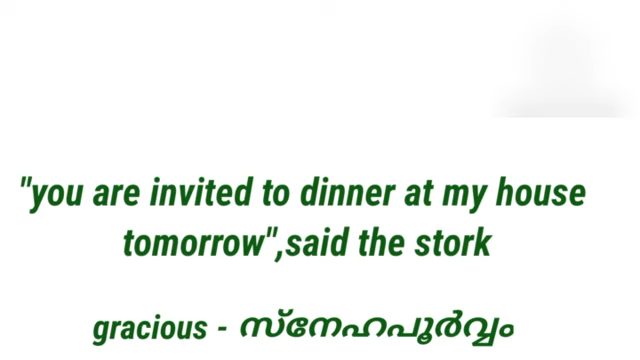 "you are invited to dinner at my house
tomorrow",said the stork
gracious - സ്നേഹപൂർവ്വം